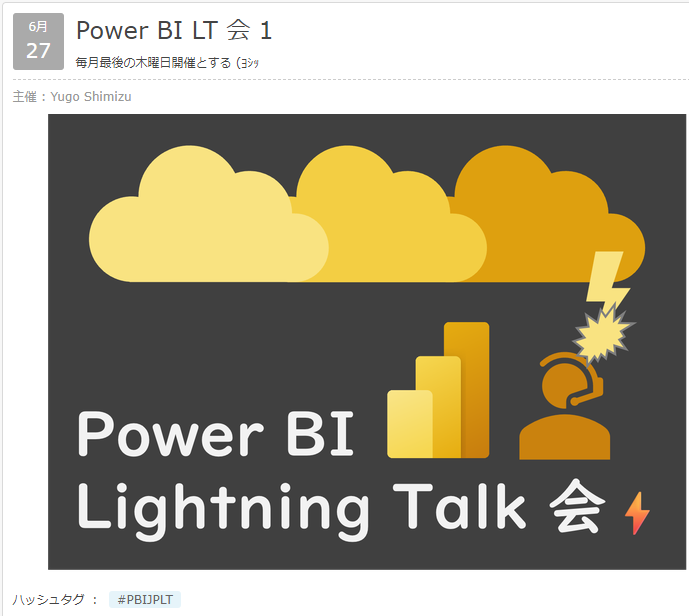 6月
27
Power BI LT 会 1
毎月最後の木曜日開催とする (ﾖｼｯ
主催 : Yugo Shimizu
Power BI
Lightning Talk 会
ハッシュタグ ： #PBIJPLT